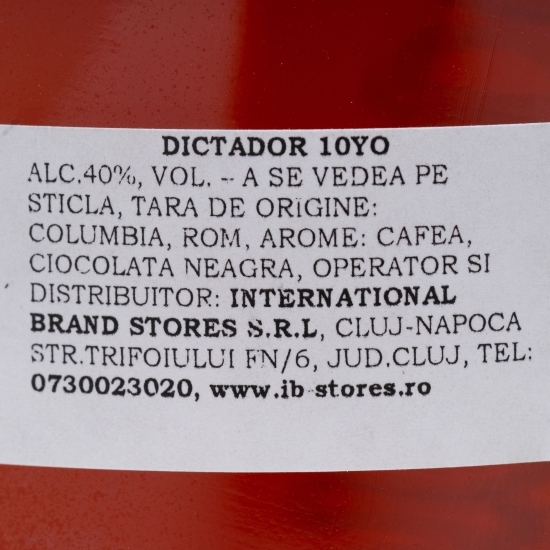 DICTADOR 10YO
ALC.40%, VOL. - A SE VEDEA PE
STICLA, TARA DE ORIGINE:
COLUMBIA, ROM, AROME: CAFEA,
CIOCOLATA NEAGRA, OPERATOR SI
DISTRIBUITOR: INTERNATIONAL
BRAND STORES S.R.L, CLUJ-NAPOCA
STR.TRIFOIULUI FN/6, JUD.CLUJ, TEL:
0730023020, www.ib-stores.ro